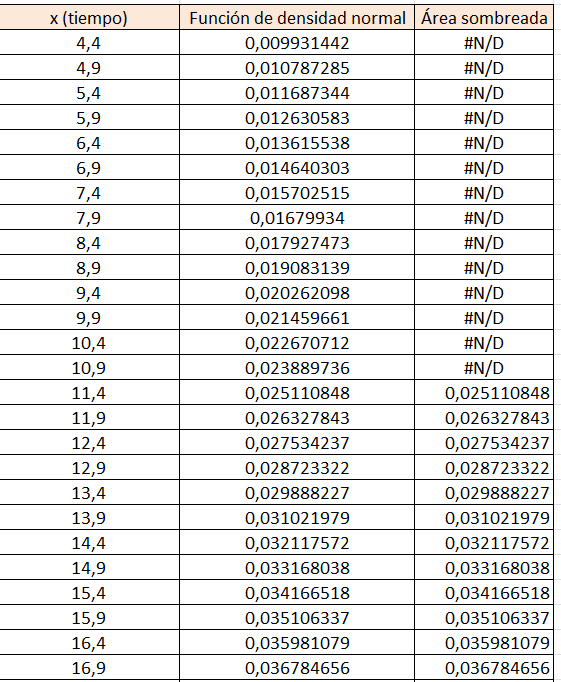 x (tiempo) Función de densidad normal Área sombreada
4,4 0,009931442 #N/D
4,9 0,010787285 #N/D
5,4 0,011687344 #N/D
5,9 0,012630583 #N/D
6,4 0,013615538 #N/D
6,9 0,014640303 #N/D
7,4 0,015702515 #N/D
7,9 0,01679934 #N/D
8,4 0,017927473 #N/D
8,9 0,019083139 #N/D
9,4 0,020262098 #N/D
9,9 0,021459661 #N/D
10,4 0,022670712 #N/D
10,9 0,023889736 #N/D
11,4 0,025110848 0,025110848
11,9 0,026327843 0,026327843
12,4 0,027534237 0,027534237
12,9 0,028723322 0,028723322
13,4 0,029888227 0,029888227
13,9 0,031021979 0,031021979
14,4 0,032117572 0,032117572
14,9 0,033168038 0,033168038
15,4 0,034166518 0,034166518
15,9 0,035106337 0,035106337
16,4 0,035981079 0,035981079
16,9 0,036784656 0,036784656